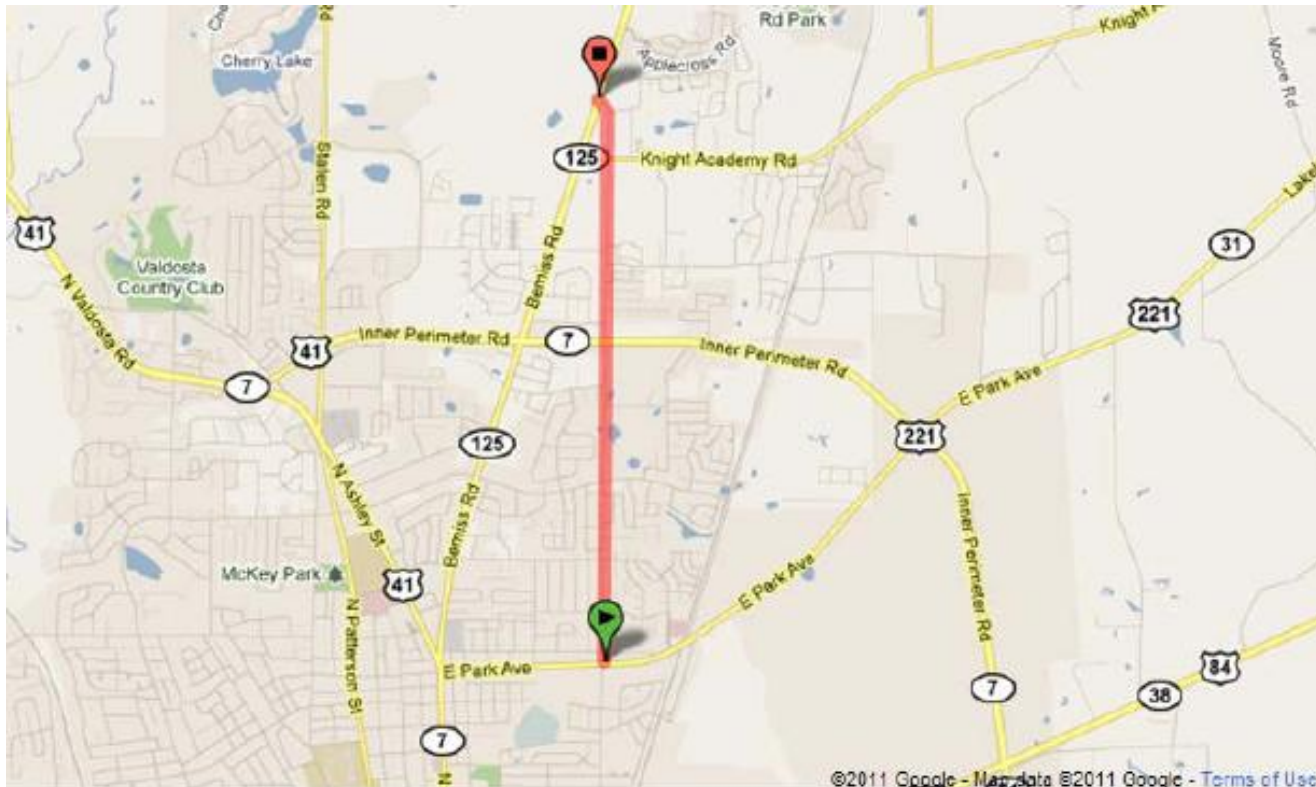 Rd Park
Knight
Cherry Lake
Applecross Rd
Moore Rd
Stallen Rd
125
Knight Academy Rd
41
31
Valdosta
Country Club
Bemiss Rd
221
N Valdosta Rd
Inner Perimeter Rd
7
41
Inner Perimeter Rd
7
E Park Ave
125
221
N Ashley St
Bemiss Rd
Inner Perimeter Rd
McKey Park
41
E Park Ave
N Patterson St
E Park Ave
84
7
38
7
N
©2011 Google - Map data ©2011 Google - Terms of Use